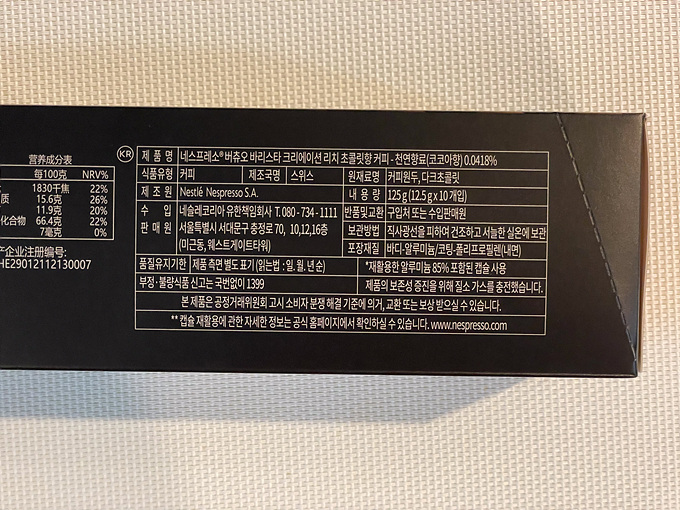 营养成分表
每100克 NRV%
1830千焦 22%
质 15.6克 26%
11.9克 20%
化合物 66.4克 22%
7毫克 0%
产企业注册编号:
HE29012112130007
KR
제 품 명 네스프레소® 버츄오 바리스타 크리에이션 리치 초콜릿향 커피 - 천연향료(코코아향) 0.0418%
식품유형 커피 제조국명 스위스 원재료명 커피원두, 다크초콜릿
제 조 원 Nestlé Nespresso S.A. 내 용 량 125 g (12.5 g x 10개입)
수 입 네슬레코리아 유한책임회사 T. 080 - 734 - 1111 반품및교환 구입처 또는 수입판매원
판 매 원 서울특별시 서대문구 충정로 70, 10,12,16층 보관방법 직사광선을 피하여 건조하고 서늘한 실온에 보관
(미근동, 웨스트게이트타워) 포장재질 바디-알루미늄/코팅-폴리프로필렌(내면)
품질유지기한 제품 측면 별도 표기 (읽는법 : 일. 월. 년 순) *재활용한 알루미늄 85% 포함된 캡슐 사용
부정·불량식품 신고는 국번없이 1399 제품의 보존성 증진을 위해 질소 가스를 충전했습니다.
본 제품은 공정거래위원회 고시 소비자 분쟁 해결 기준에 의거, 교환 또는 보상 받으실 수 있습니다.
** 캡슐 재활용에 관한 자세한 정보는 공식 홈페이지에서 확인하실 수 있습니다. www.nespresso.com